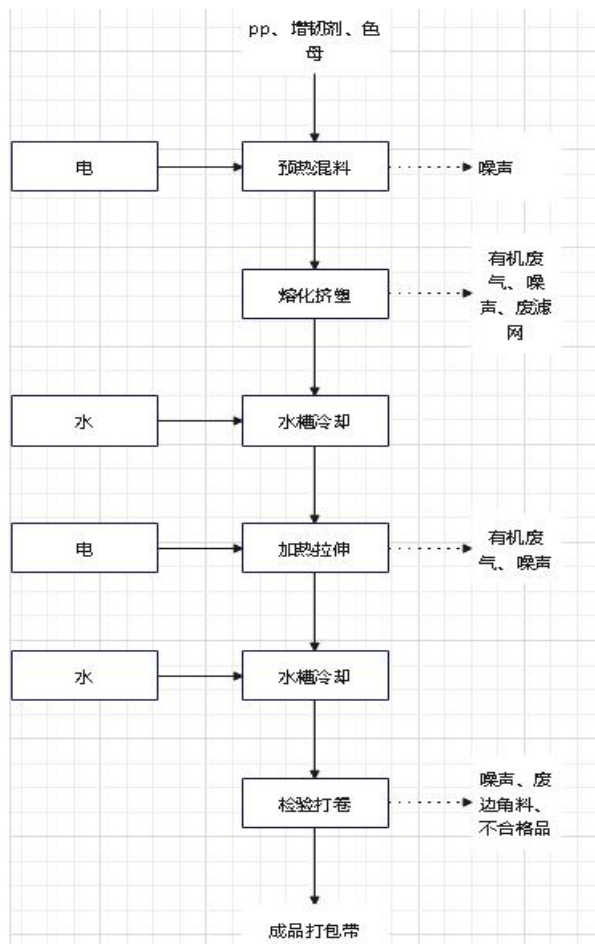 pp、增韧剂、色
母
电
预热混料
噪声
熔化挤塑
有机废
气、噪
声、废滤
网
水
水槽冷却
电
加热拉伸
有机废
气、噪声
水
水槽冷却
检验打卷
噪声、废
边角料、
不合格品
成品打包带